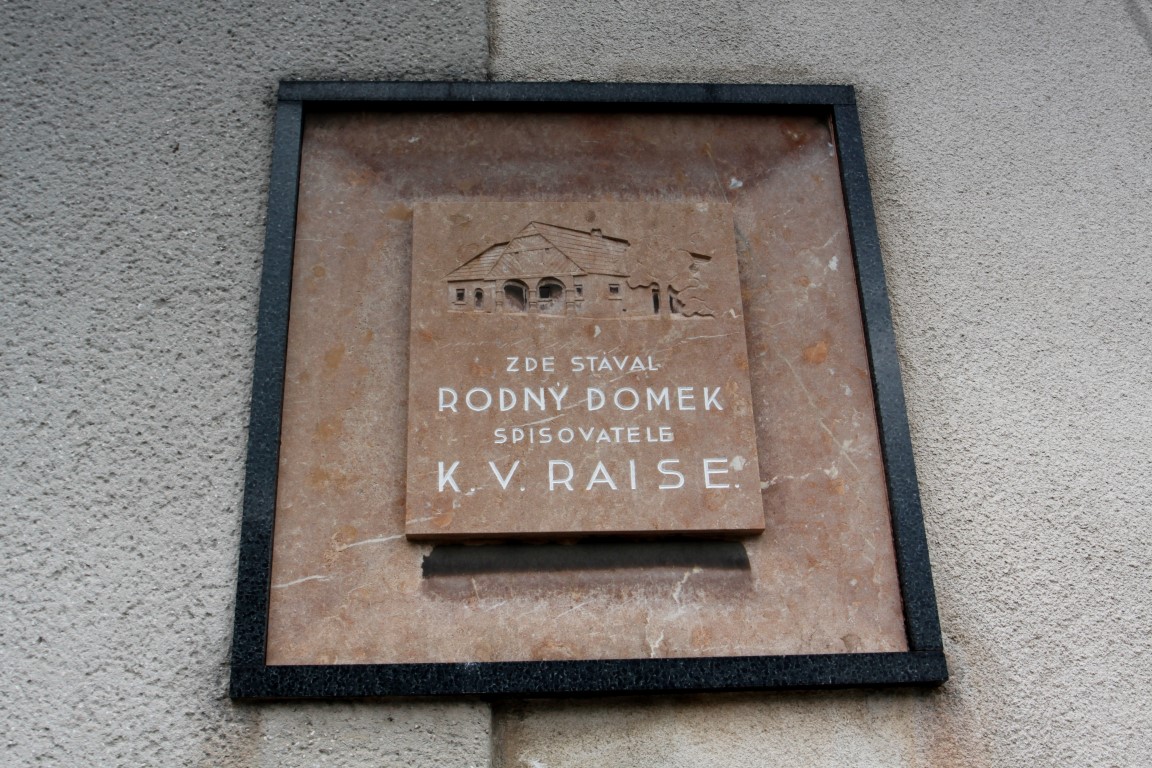 ZDE STÁVAL
RODNÝ DOMEK
SPISOVATELE
K. V. RAISE.